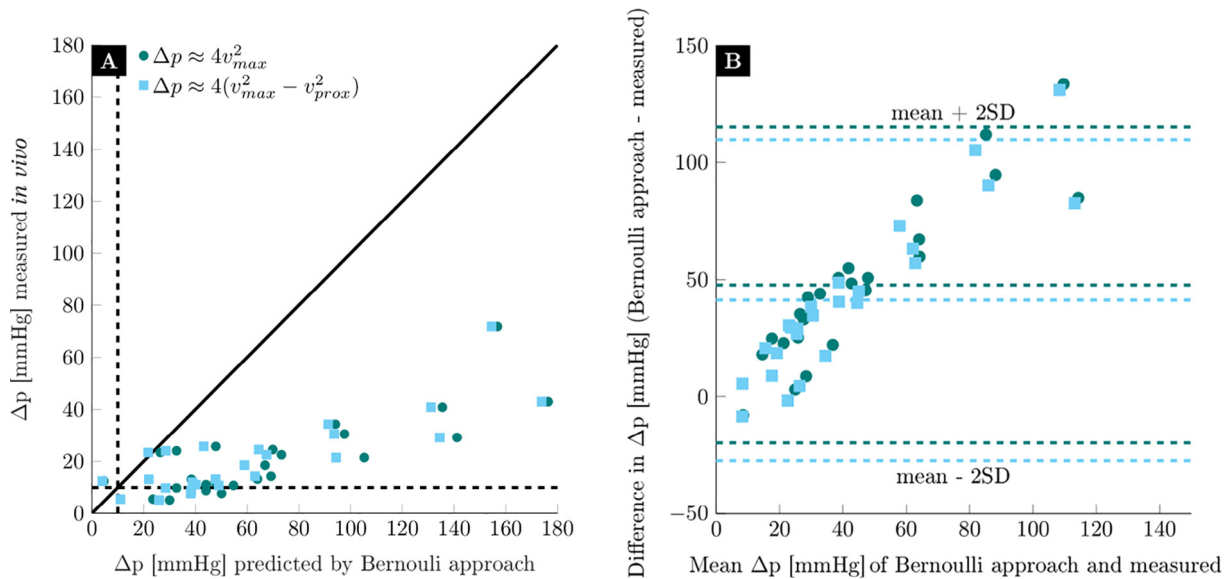 A
Δp ≈ 4v²max
Δp ≈ 4(v²max − v²prox)
180
160
140
120
100
80
60
40
20
0
0 20 40 60 80 100 120 140 160 180
Δp [mmHg] measured in vivo
Δp [mmHg] predicted by Bernouli approach
B
mean + 2SD
mean - 2SD
150
100
50
0
−50
0 20 40 60 80 100 120 140
Difference in Δp [mmHg] (Bernoulli approach - measured)
Mean Δp [mmHg] of Bernoulli approach and measured